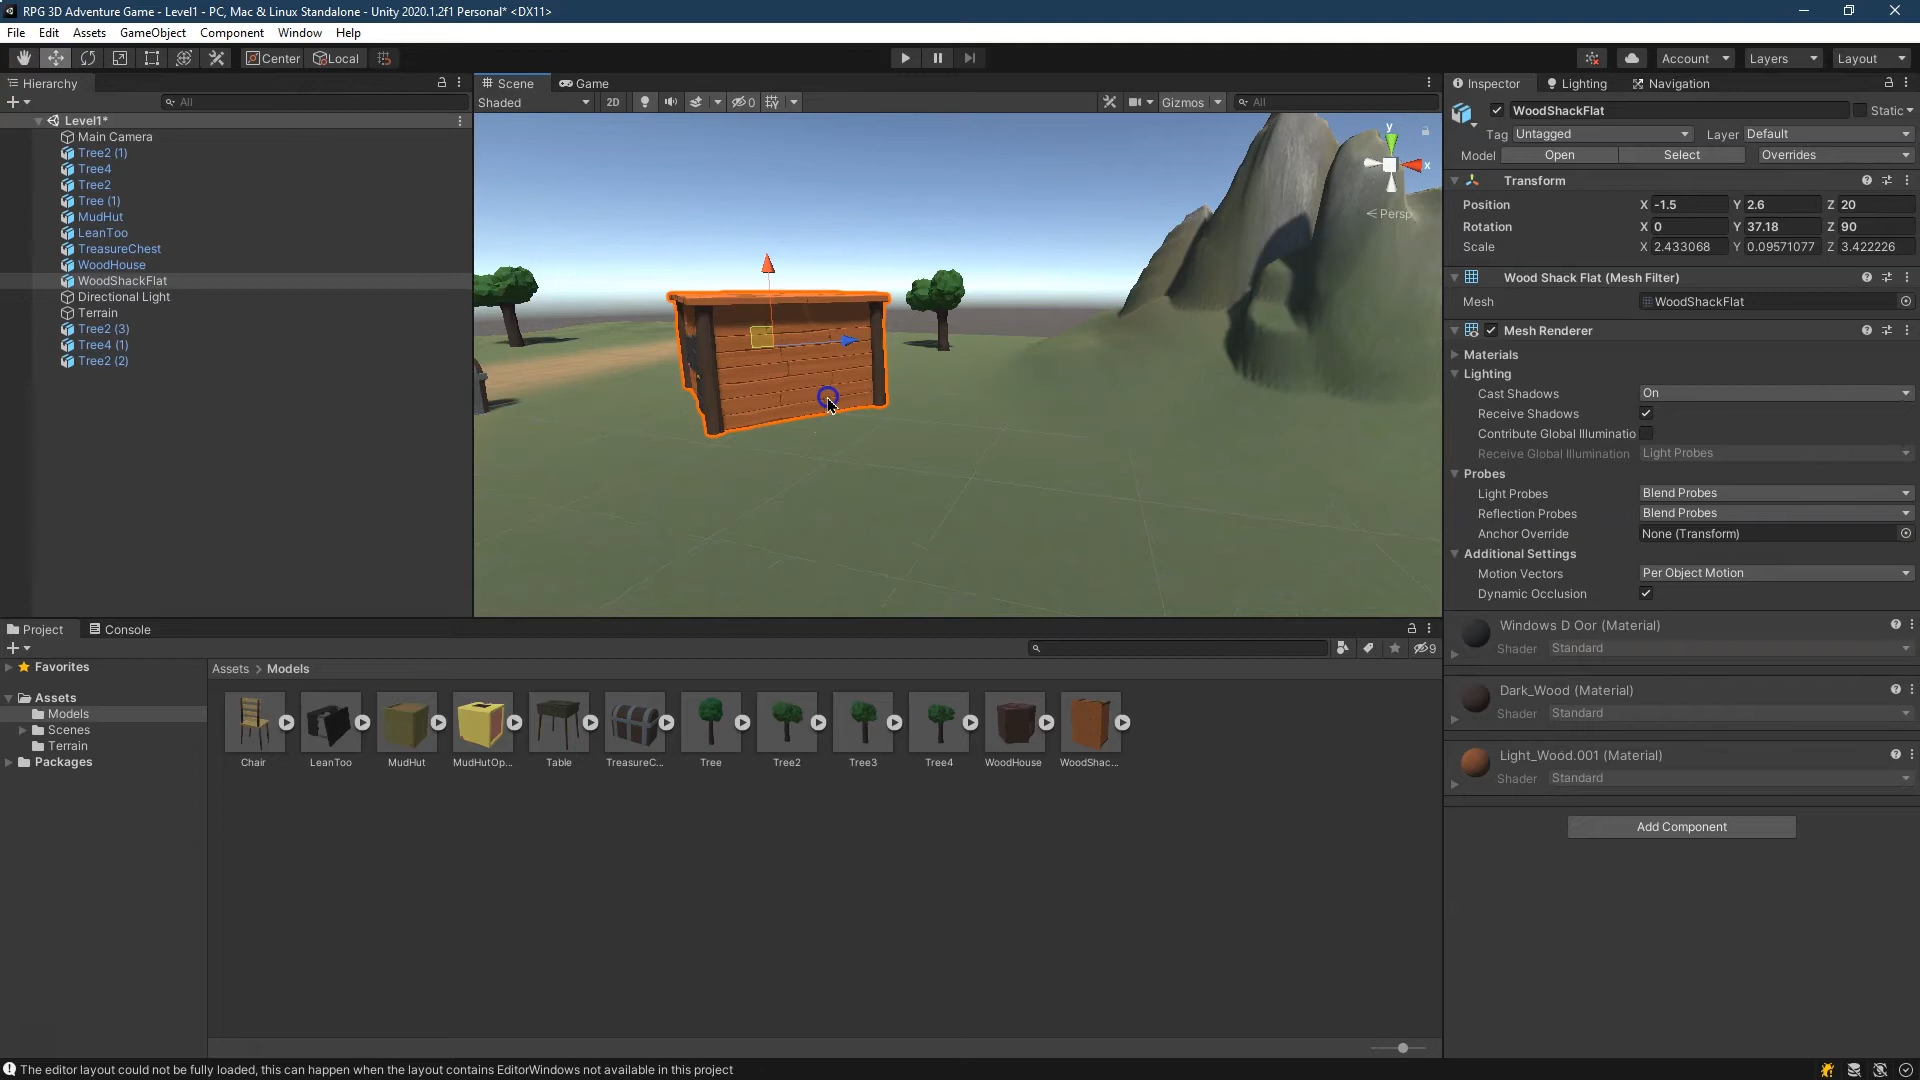 RPG 3D Adventure Game - Level1 - PC, Mac & Linux Standalone - Unity 2020.1.2f1 Personal* <DX11>
File Edit Assets GameObject Component Window Help
Center Local Account Layers Layout
Hierarchy
All
Level1*
Main Camera
Tree2 (1)
Tree4
Tree2
Tree (1)
MudHut
LeanToo
TreasureChest
WoodHouse
WoodShackFlat
Directional Light
Terrain
Tree2 (3)
Tree4 (1)
Tree2 (2)
Scene Game
Shaded 2D 0 Gizmos All
y
x
< Persp
Inspector Lighting Navigation
WoodShackFlat Static
Tag Untagged Layer Default
Model Open Select Overrides
Transform
Position X -1.5 Y 2.6 Z 20
Rotation X 0 Y 37.18 Z 90
Scale X 2.433068 Y 0.09571077 Z 3.422226
Wood Shack Flat (Mesh Filter)
Mesh WoodShackFlat
Mesh Renderer
Materials
Lighting
Cast Shadows On
Receive Shadows
Contribute Global Illuminatio
Receive Global Illumination Light Probes
Probes
Light Probes Blend Probes
Reflection Probes Blend Probes
Anchor Override None (Transform)
Additional Settings
Motion Vectors Per Object Motion
Dynamic Occlusion
Windows D Oor (Material)
Shader Standard
Dark_Wood (Material)
Shader Standard
Light_Wood.001 (Material)
Shader Standard
Add Component
Project Console
9
Favorites
Assets
Models
Scenes
Terrain
Packages
Assets > Models
Chair LeanToo MudHut MudHutOp... Table TreasureC... Tree Tree2 Tree3 Tree4 WoodHouse WoodShac...
The editor layout could not be fully loaded, this can happen when the layout contains EditorWindows not available in this project